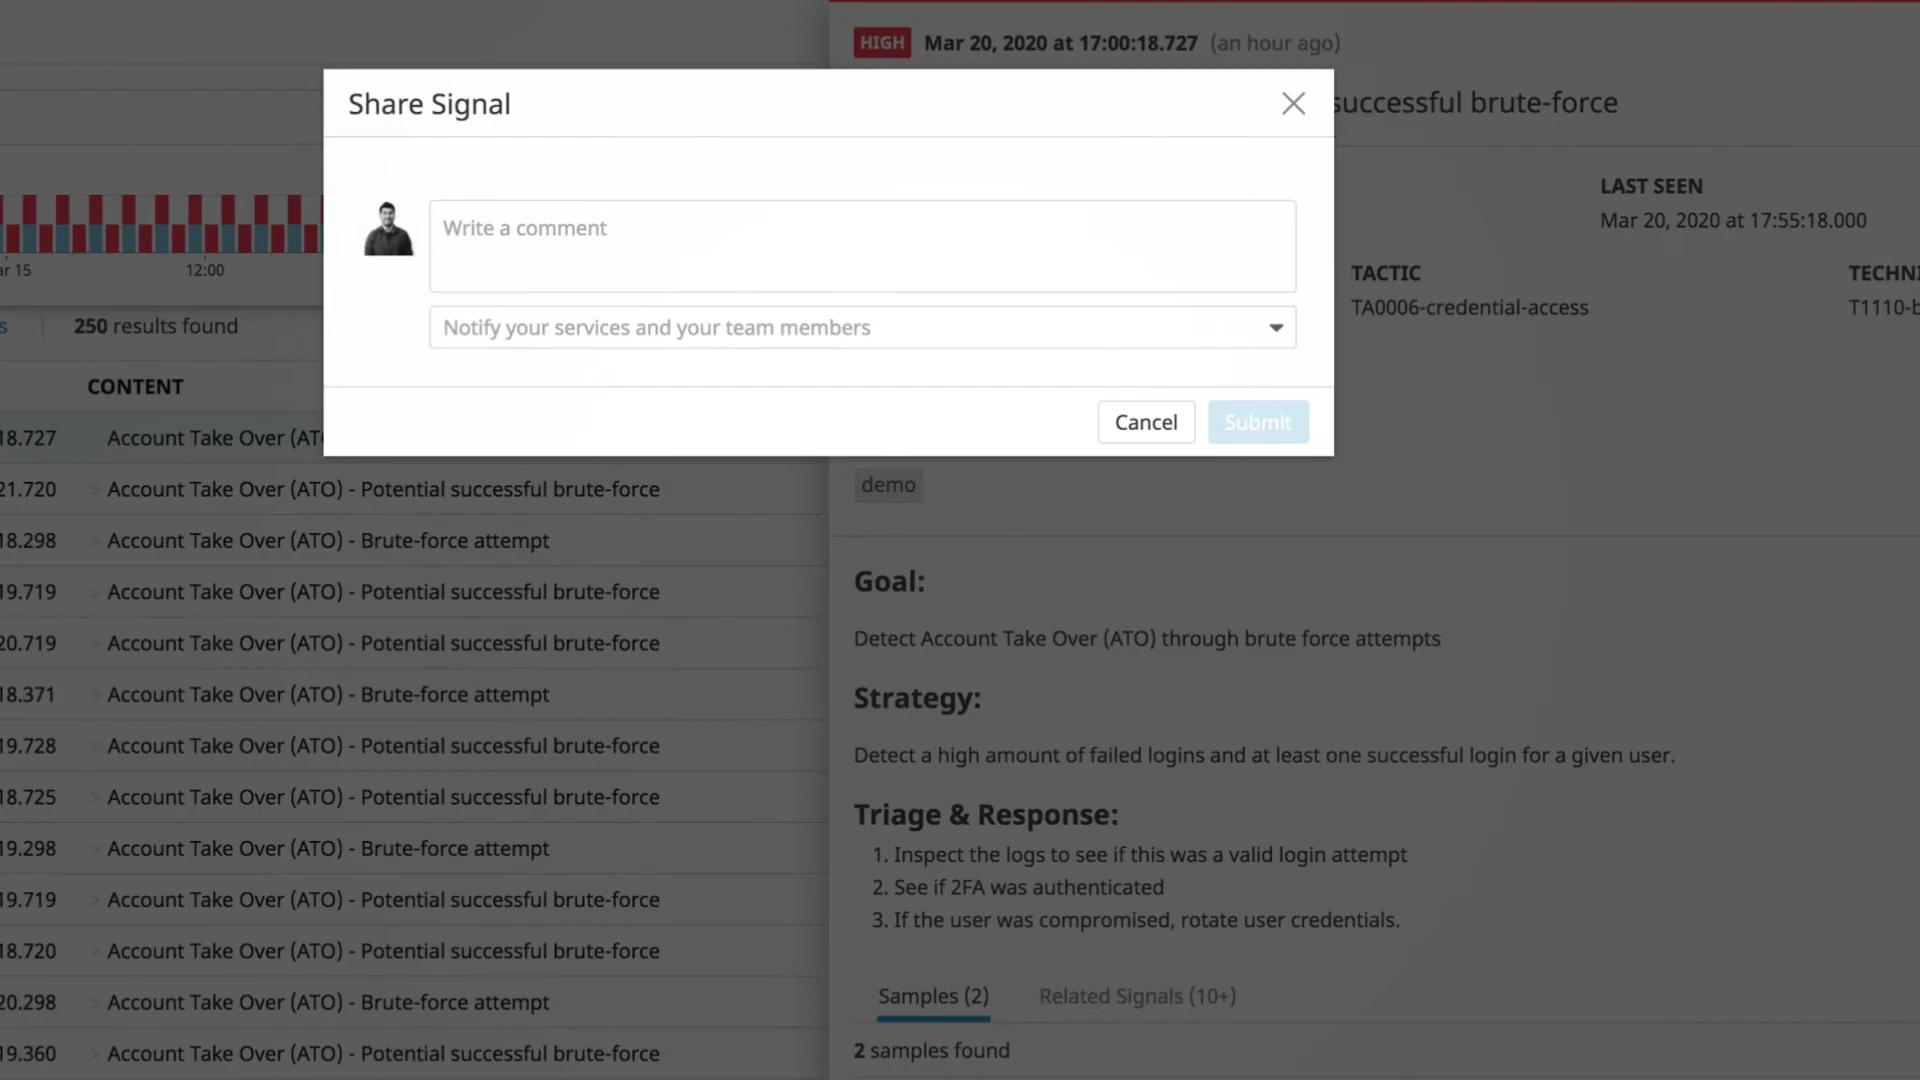 HIGH Mar 20, 2020 at 17:00:18.727 (an hour ago)
successful brute-force
Share Signal
Write a comment
Notify your services and your team members
Cancel Submit
LAST SEEN
Mar 20, 2020 at 17:55:18.000
TACTIC
TA0006-credential-access
TECHNI
T1110-b
ar 15 12:00
s 250 results found
CONTENT
18.727 Account Take Over (AT
21.720 > Account Take Over (ATO) - Potential successful brute-force
18.298 > Account Take Over (ATO) - Brute-force attempt
19.719 > Account Take Over (ATO) - Potential successful brute-force
20.719 > Account Take Over (ATO) - Potential successful brute-force
18.371 > Account Take Over (ATO) - Brute-force attempt
19.728 > Account Take Over (ATO) - Potential successful brute-force
18.725 > Account Take Over (ATO) - Potential successful brute-force
19.298 > Account Take Over (ATO) - Brute-force attempt
19.719 > Account Take Over (ATO) - Potential successful brute-force
18.720 > Account Take Over (ATO) - Potential successful brute-force
20.298 > Account Take Over (ATO) - Brute-force attempt
19.360 > Account Take Over (ATO) - Potential successful brute-force
demo
Goal:
Detect Account Take Over (ATO) through brute force attempts
Strategy:
Detect a high amount of failed logins and at least one successful login for a given user.
Triage & Response:
1. Inspect the logs to see if this was a valid login attempt
2. See if 2FA was authenticated
3. If the user was compromised, rotate user credentials.
Samples (2) Related Signals (10+)
2 samples found